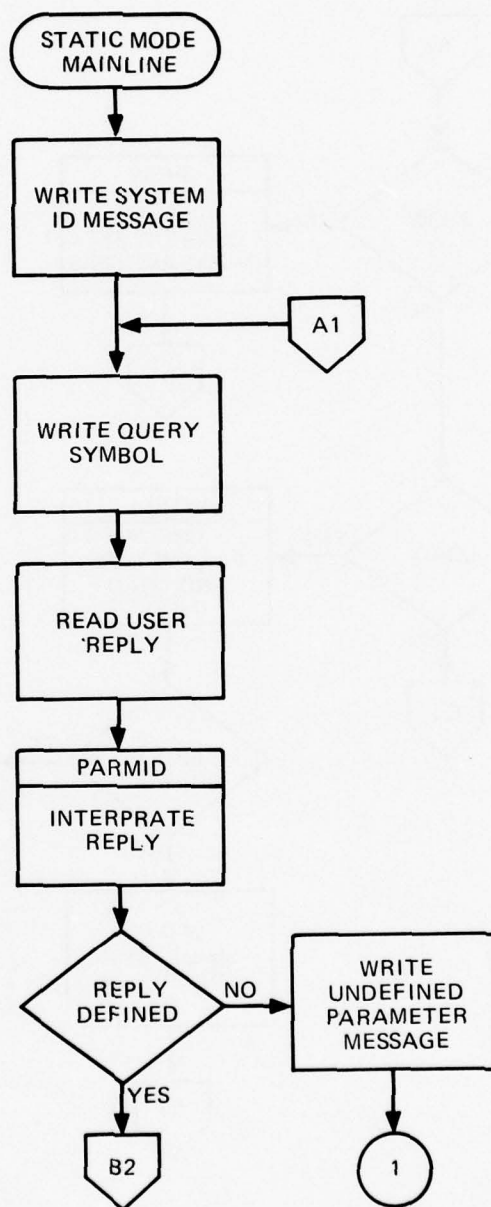 STATIC MODE
MAINLINE
WRITE SYSTEM
ID MESSAGE
A1
WRITE QUERY
SYMBOL
READ USER
REPLY
PARMID
INTERPRATE
REPLY
REPLY
DEFINED
NO
WRITE
UNDEFINED
PARAMETER
MESSAGE
YES
B2
1